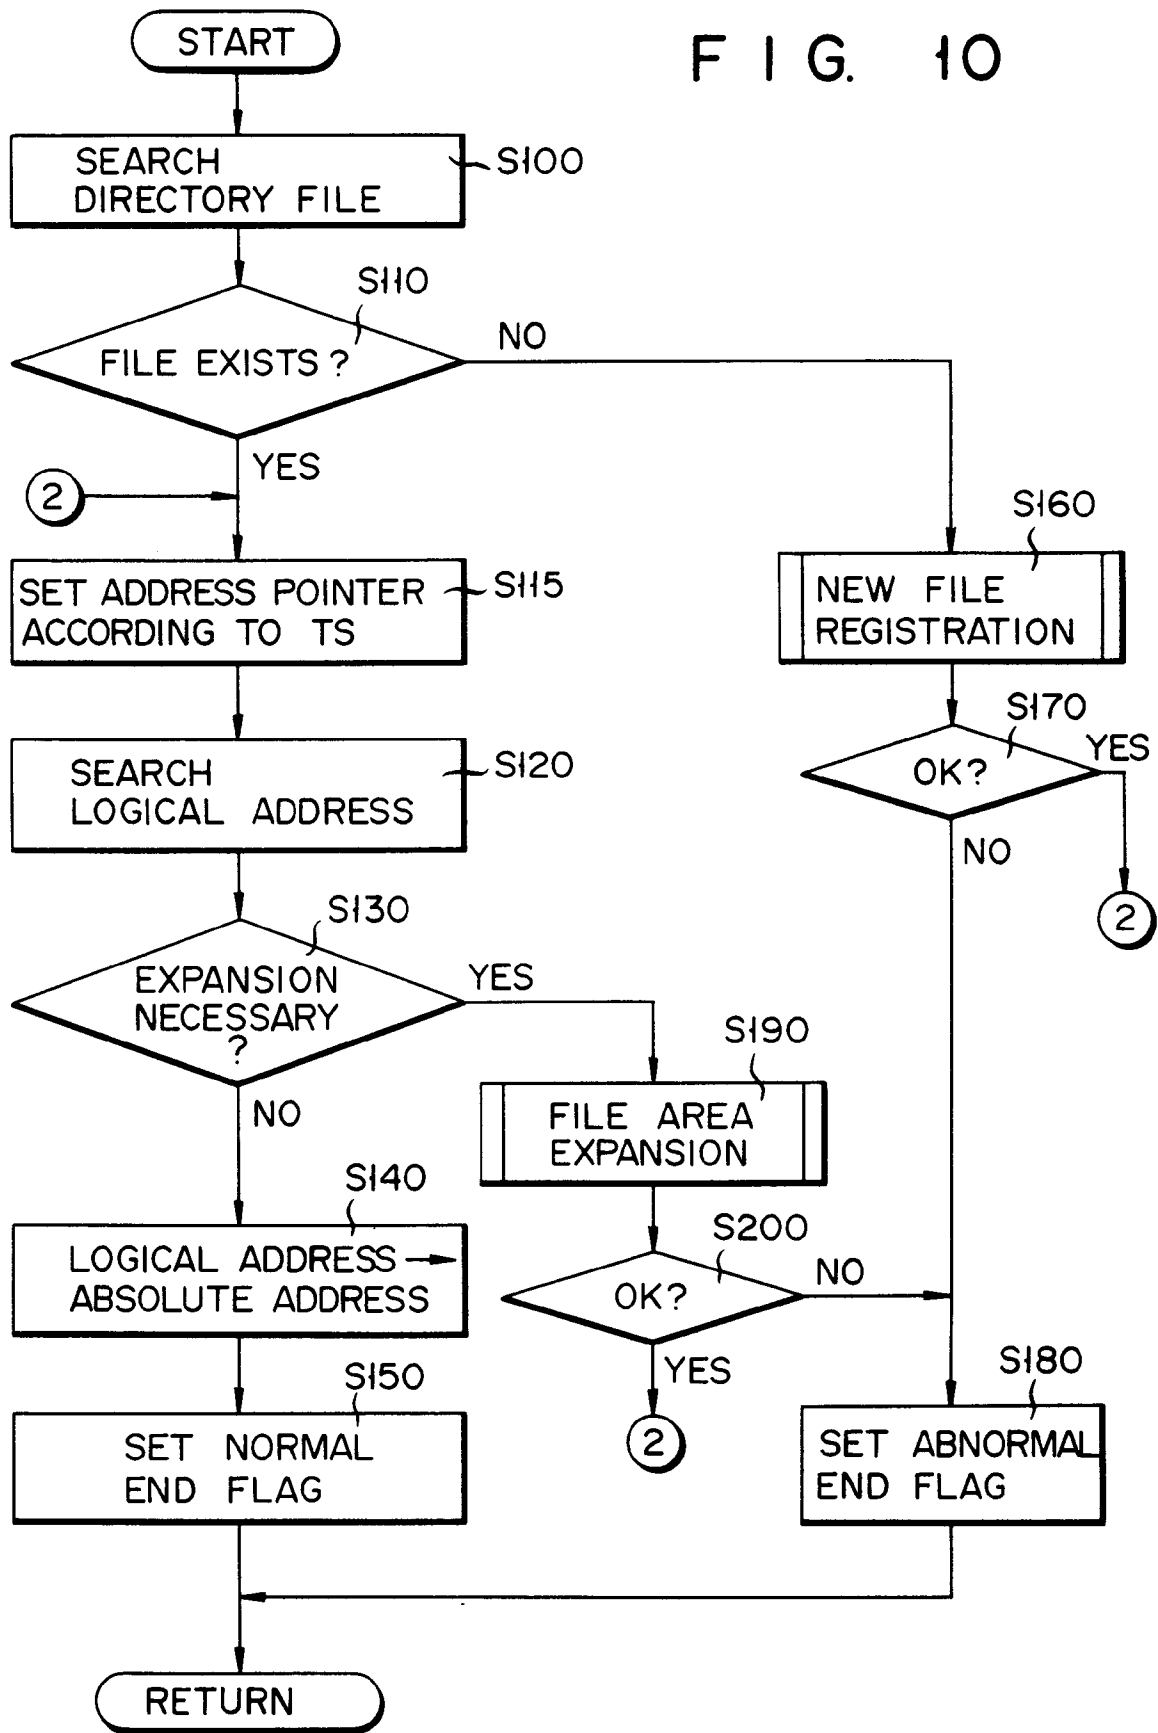 START
FIG. 10
SEARCH
DIRECTORY FILE
S100
S110
FILE EXISTS?
NO
YES
2
SET ADDRESS POINTER
ACCORDING TO TS
S115
S160
NEW FILE
REGISTRATION
SEARCH
LOGICAL ADDRESS
S120
S170
OK?
YES
NO
2
S130
EXPANSION
NECESSARY
?
YES
NO
S190
FILE AREA
EXPANSION
S140
LOGICAL ADDRESS →
ABSOLUTE ADDRESS
S200
OK?
NO
YES
2
S150
SET NORMAL
END FLAG
S180
SET ABNORMAL
END FLAG
RETURN